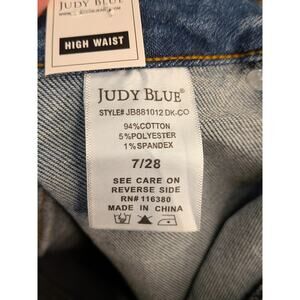 JUDY BLUE
HIGH WAIST
JUDY BLUE®
STYLE# JB881012 DK-CO
94%COTTON
5%POLYESTER
1%SPANDEX
7/28
SEE CARE ON
REVERSE SIDE
RN# 116380
MADE IN CHINA